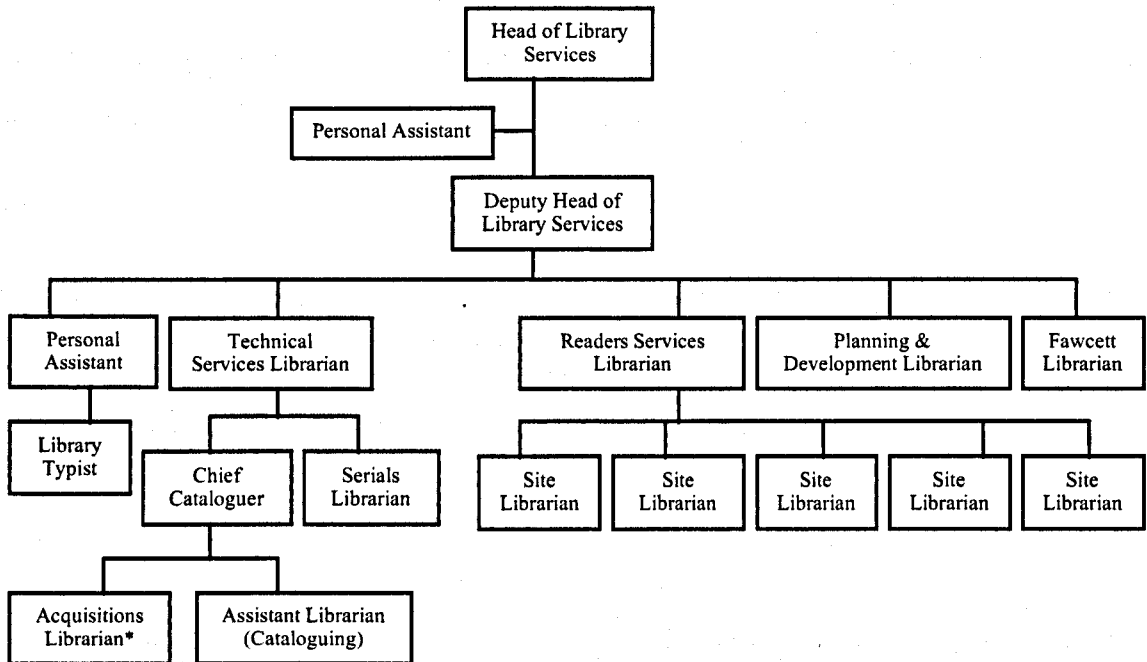 Head of Library
Services
Personal Assistant
Deputy Head of
Library Services
Personal
Assistant
Technical
Services Librarian
Readers Services
Librarian
Planning &
Development Librarian
Fawcett
Librarian
Library
Typist
Chief
Cataloguer
Serials
Librarian
Site
Librarian
Site
Librarian
Site
Librarian
Site
Librarian
Site
Librarian
Acquisitions
Librarian*
Assistant Librarian
(Cataloguing)